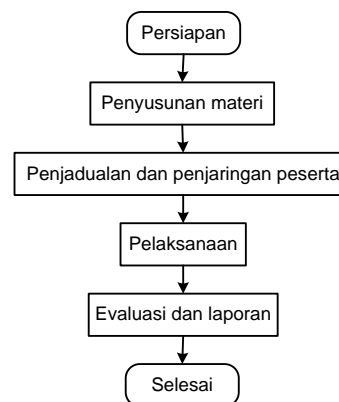 Persiapan
Penyusunan materi
Penjadualan dan penjaringan peserta
Pelaksanaan
Evaluasi dan laporan
Selesai